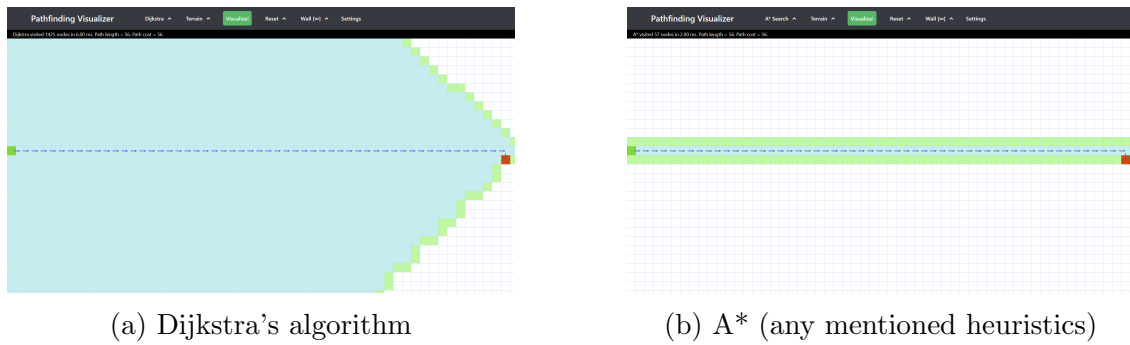 Pathfinding Visualizer Dijkstra Terrain Visualize! Reset Wall [∞] Settings
Dijkstra visited 1425 nodes in 6.00 ms. Path length = 56. Path cost = 56.
(a) Dijkstra's algorithm
Pathfinding Visualizer A* Search Terrain Visualize! Reset Wall [∞] Settings
A* visited 57 nodes in 2.00 ms. Path length = 56. Path cost = 56.
(b) A* (any mentioned heuristics)